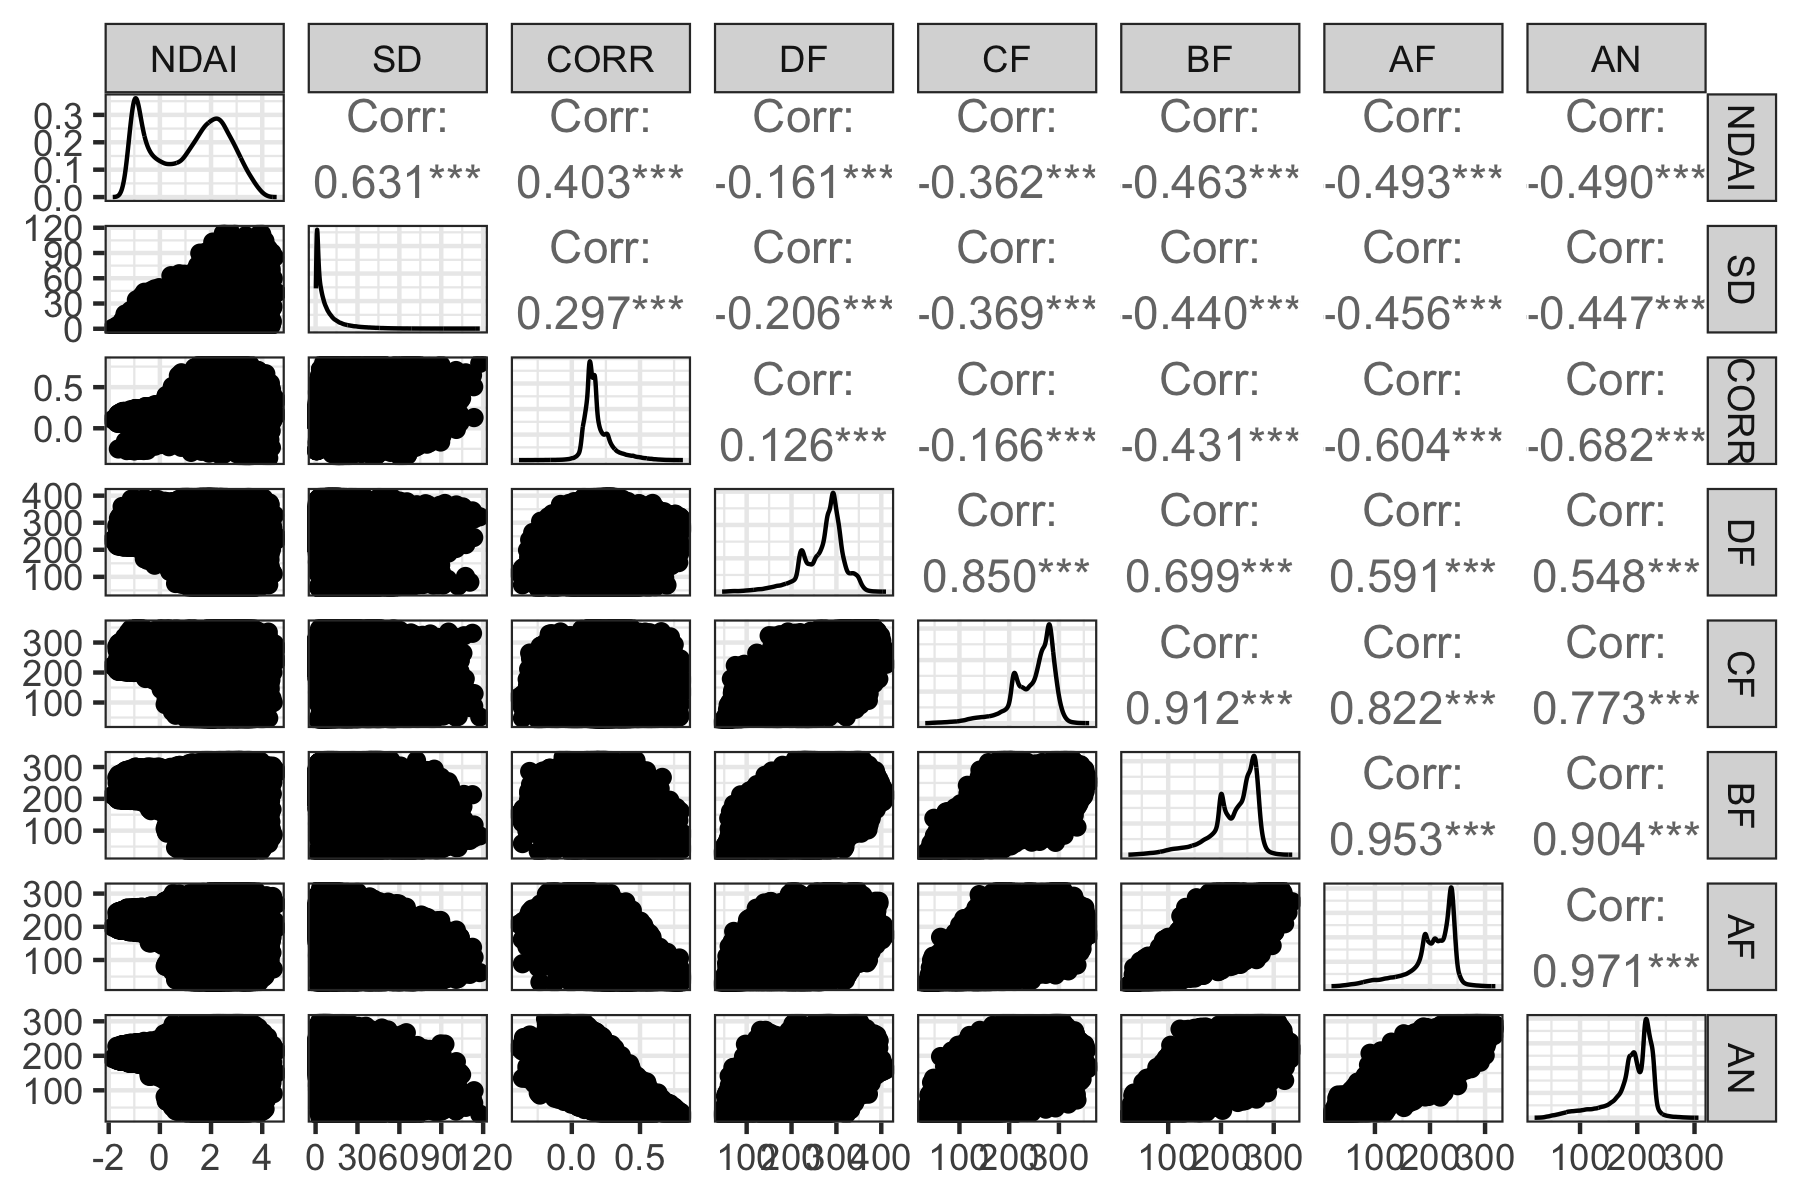 NDAI SD CORR DF CF BF AF AN
Corr: Corr: Corr: Corr: Corr: Corr: Corr:
0.631*** 0.403*** -0.161*** -0.362*** -0.463*** -0.493*** -0.490***
0.3
0.2
0.1
0.0
NDAI
Corr: Corr: Corr: Corr: Corr: Corr:
0.297*** -0.206*** -0.369*** -0.440*** -0.456*** -0.447***
120
90
60
30
0
SD
Corr: Corr: Corr: Corr: Corr:
0.126*** -0.166*** -0.431*** -0.604*** -0.682***
0.5
0.0
CORR
Corr: Corr: Corr: Corr:
0.850*** 0.699*** 0.591*** 0.548***
400
300
200
100
DF
Corr: Corr: Corr:
0.912*** 0.822*** 0.773***
300
200
100
CF
Corr: Corr:
0.953*** 0.904***
300
200
100
BF
Corr:
0.971***
300
200
100
AF
300
200
100
AN
-2 0 2 4 0 30 60 90 120 0.0 0.5 100 200 300 400 100 200 300 100 200 300 100 200 300 100 200 300